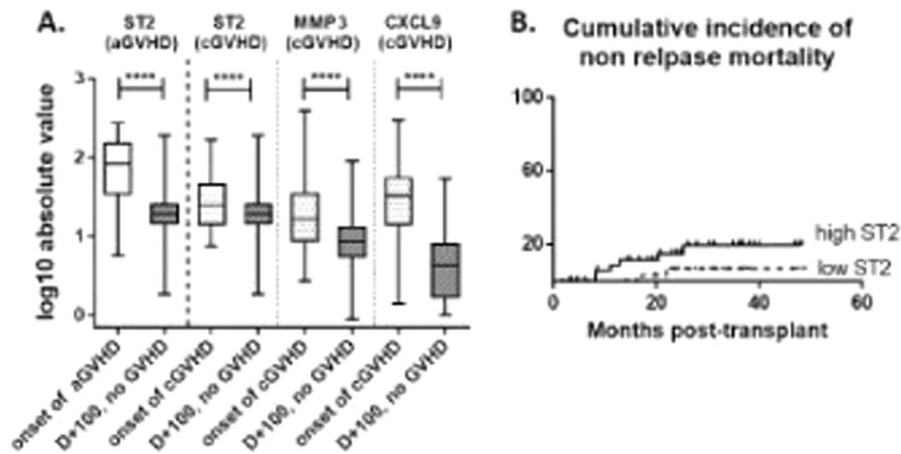 A.
ST2
(aGVHD)
ST2
(cGVHD)
MMP3
(cGVHD)
CXCL9
(cGVHD)
****
****
****
****
log10 absolute value
3
2
1
0
onset of aGVHD
D+100, no GVHD
onset of cGVHD
D+100, no GVHD
onset of cGVHD
D+100, no GVHD
onset of cGVHD
D+100, no GVHD
B.
Cumulative incidence of
non relpase mortality
100
60
20
high ST2
low ST2
0
20
40
60
Months post-transplant